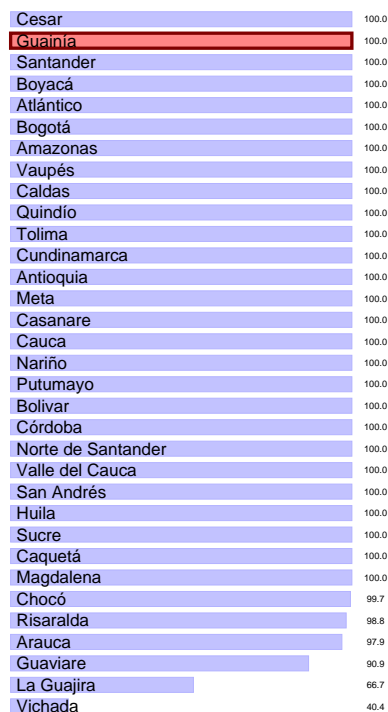 Cesar 100.0
Guainía 100.0
Santander 100.0
Boyacá 100.0
Atlántico 100.0
Bogotá 100.0
Amazonas 100.0
Vaupés 100.0
Caldas 100.0
Quindío 100.0
Tolima 100.0
Cundinamarca 100.0
Antioquia 100.0
Meta 100.0
Casanare 100.0
Cauca 100.0
Nariño 100.0
Putumayo 100.0
Bolivar 100.0
Córdoba 100.0
Norte de Santander 100.0
Valle del Cauca 100.0
San Andrés 100.0
Huila 100.0
Sucre 100.0
Caquetá 100.0
Magdalena 100.0
Chocó 99.7
Risaralda 98.8
Arauca 97.9
Guaviare 90.9
La Guajira 66.7
Vichada 40.4